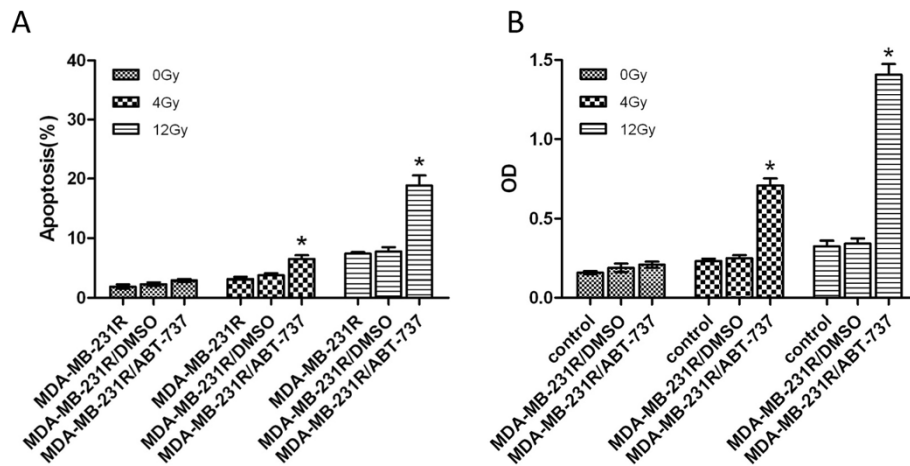 A
40
30
20
10
0
Apoptosis(%)
0Gy
4Gy
12Gy
*
*
MDA-MB-231R
MDA-MB-231R/DMSO
MDA-MB-231R/ABT-737
MDA-MB-231R
MDA-MB-231R/DMSO
MDA-MB-231R/ABT-737
MDA-MB-231R
MDA-MB-231R/DMSO
MDA-MB-231R/ABT-737
B
1.5
1.0
0.5
0.0
OD
0Gy
4Gy
12Gy
*
*
control
MDA-MB-231R/DMSO
MDA-MB-231R/ABT-737
control
MDA-MB-231R/DMSO
MDA-MB-231R/ABT-737
control
MDA-MB-231R/DMSO
MDA-MB-231R/ABT-737